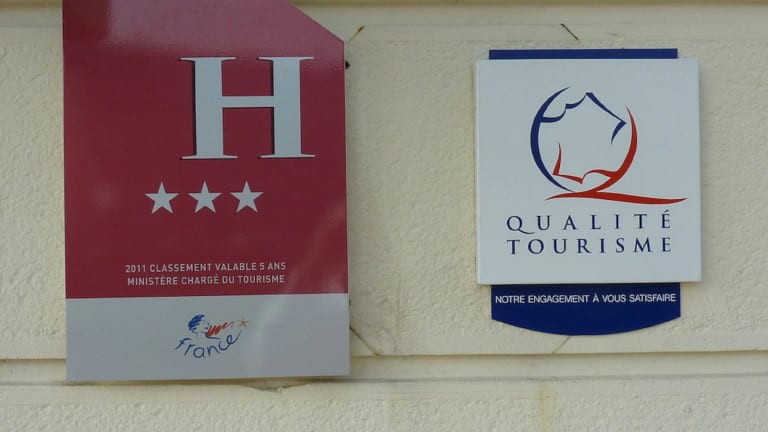 H
2011 CLASSEMENT VALABLE 5 ANS
MINISTÈRE CHARGÉ DU TOURISME
france
QUALITÉ
TOURISME
NOTRE ENGAGEMENT À VOUS SATISFAIRE